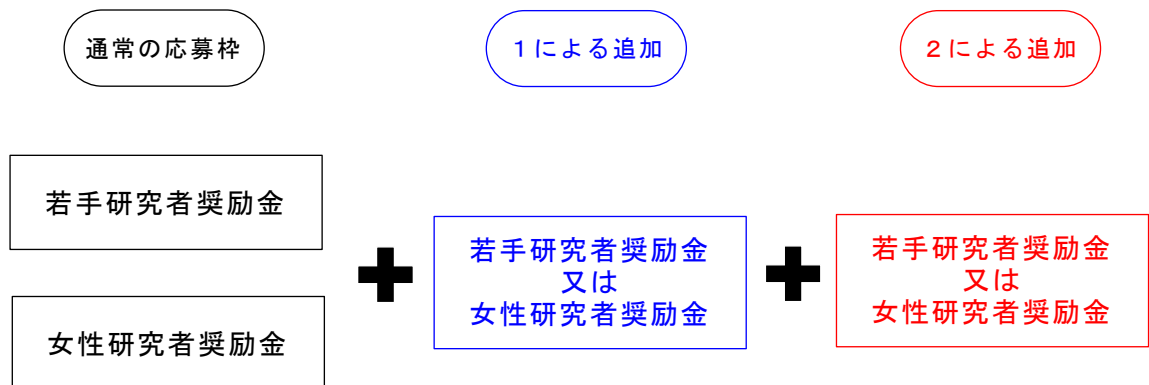 通常の応募枠
１による追加
２による追加
若手研究者奨励金
女性研究者奨励金
若手研究者奨励金
又は
女性研究者奨励金
若手研究者奨励金
又は
女性研究者奨励金